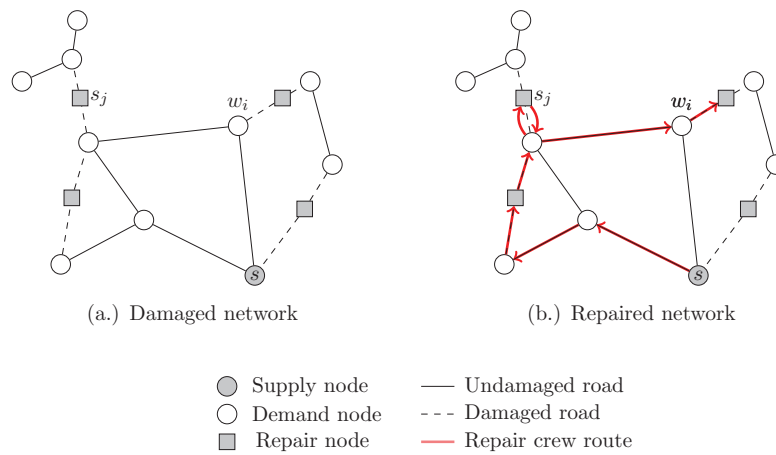 s_j
w_i
s
s_j
w_i
s
(a.) Damaged network
(b.) Repaired network
Supply node
Undamaged road
Demand node
Damaged road
Repair node
Repair crew route